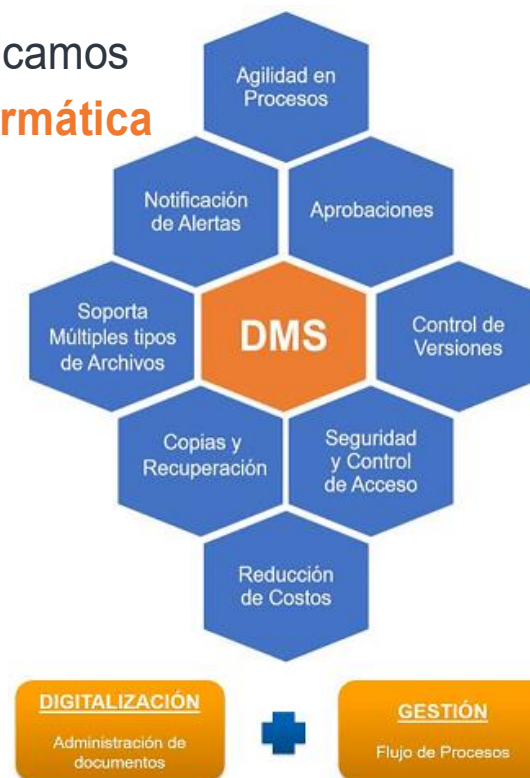 icamos
rmática
Agilidad en
Procesos
Notificación
de Alertas
Aprobaciones
Soporta
Múltiples tipos
de Archivos
DMS
Control de
Versiones
Copias y
Recuperación
Seguridad
y Control
de Acceso
Reducción
de Costos
DIGITALIZACIÓN
Administración de
documentos
GESTIÓN
Flujo de Procesos